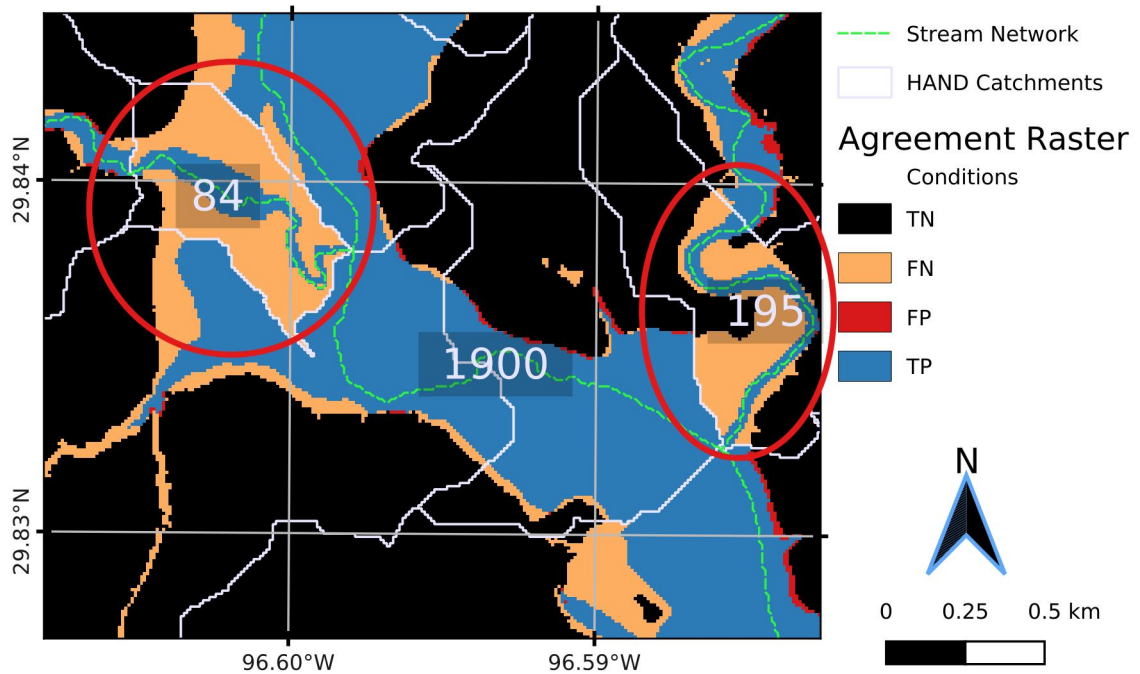 Stream Network
HAND Catchments
Agreement Raster
Conditions
TN
FN
FP
TP
84
195
1900
29.84°N
29.83°N
96.60°W
96.59°W
N
0 0.25 0.5 km